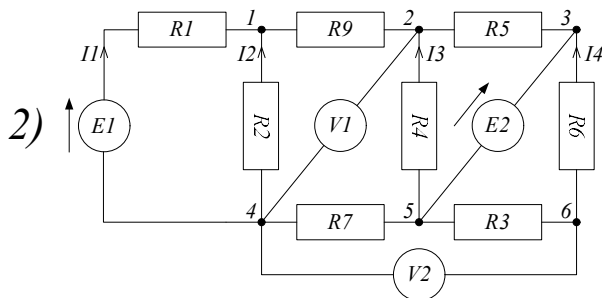 R1 1 R9 2 R5 3
I1 I2 I3 I4
2) E1 R2 V1 R4 E2 R6
4 R7 5 R3 6
V2